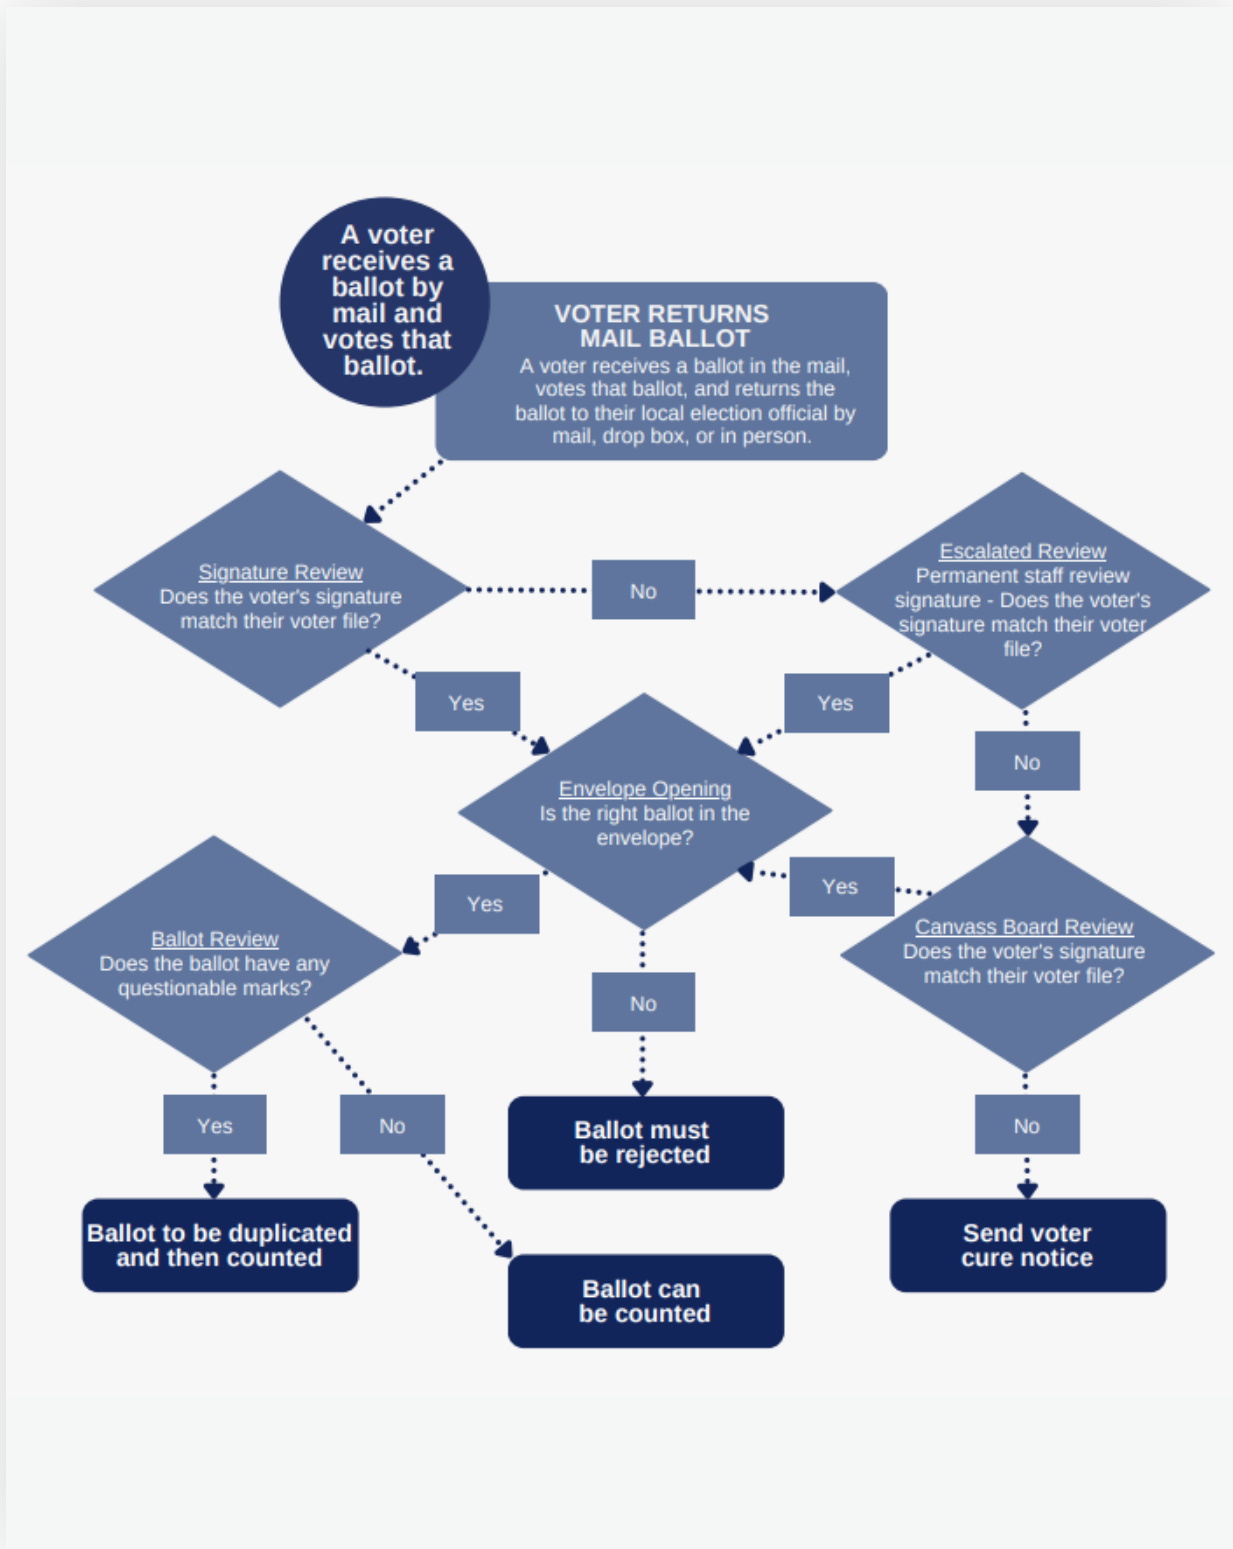 A voter
receives a
ballot by
mail and
votes that
ballot.
VOTER RETURNS
MAIL BALLOT
A voter receives a ballot in the mail,
votes that ballot, and returns the
ballot to their local election official by
mail, drop box, or in person.
Signature Review
Does the voter's signature
match their voter file?
No
Escalated Review
Permanent staff review
signature - Does the voter's
signature match their voter
file?
Yes
Yes
No
Envelope Opening
Is the right ballot in the
envelope?
Yes
Yes
Ballot Review
Does the ballot have any
questionable marks?
Canvass Board Review
Does the voter's signature
match their voter file?
No
Yes
No
Ballot must
be rejected
No
Ballot to be duplicated
and then counted
Send voter
cure notice
Ballot can
be counted